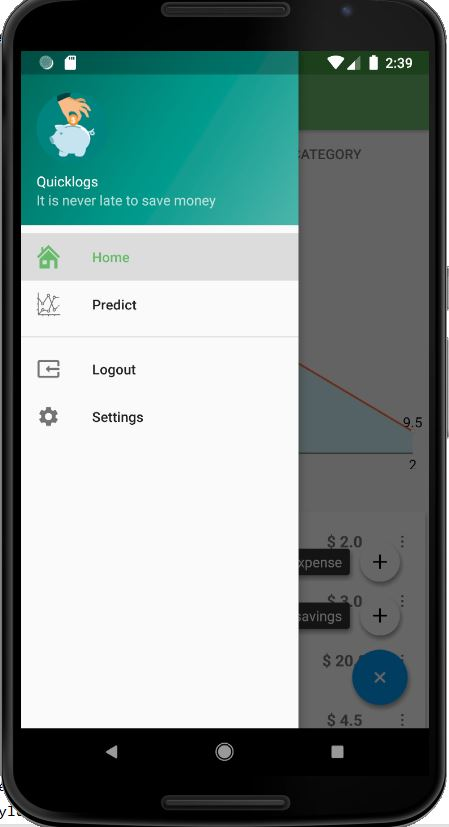 2:39
Quicklogs
It is never late to save money
CATEGORY
Home
Predict
Logout
Settings
9.5
2
$ 2.0
xpense
$ 3.0
savings
$ 20.
$ 4.5